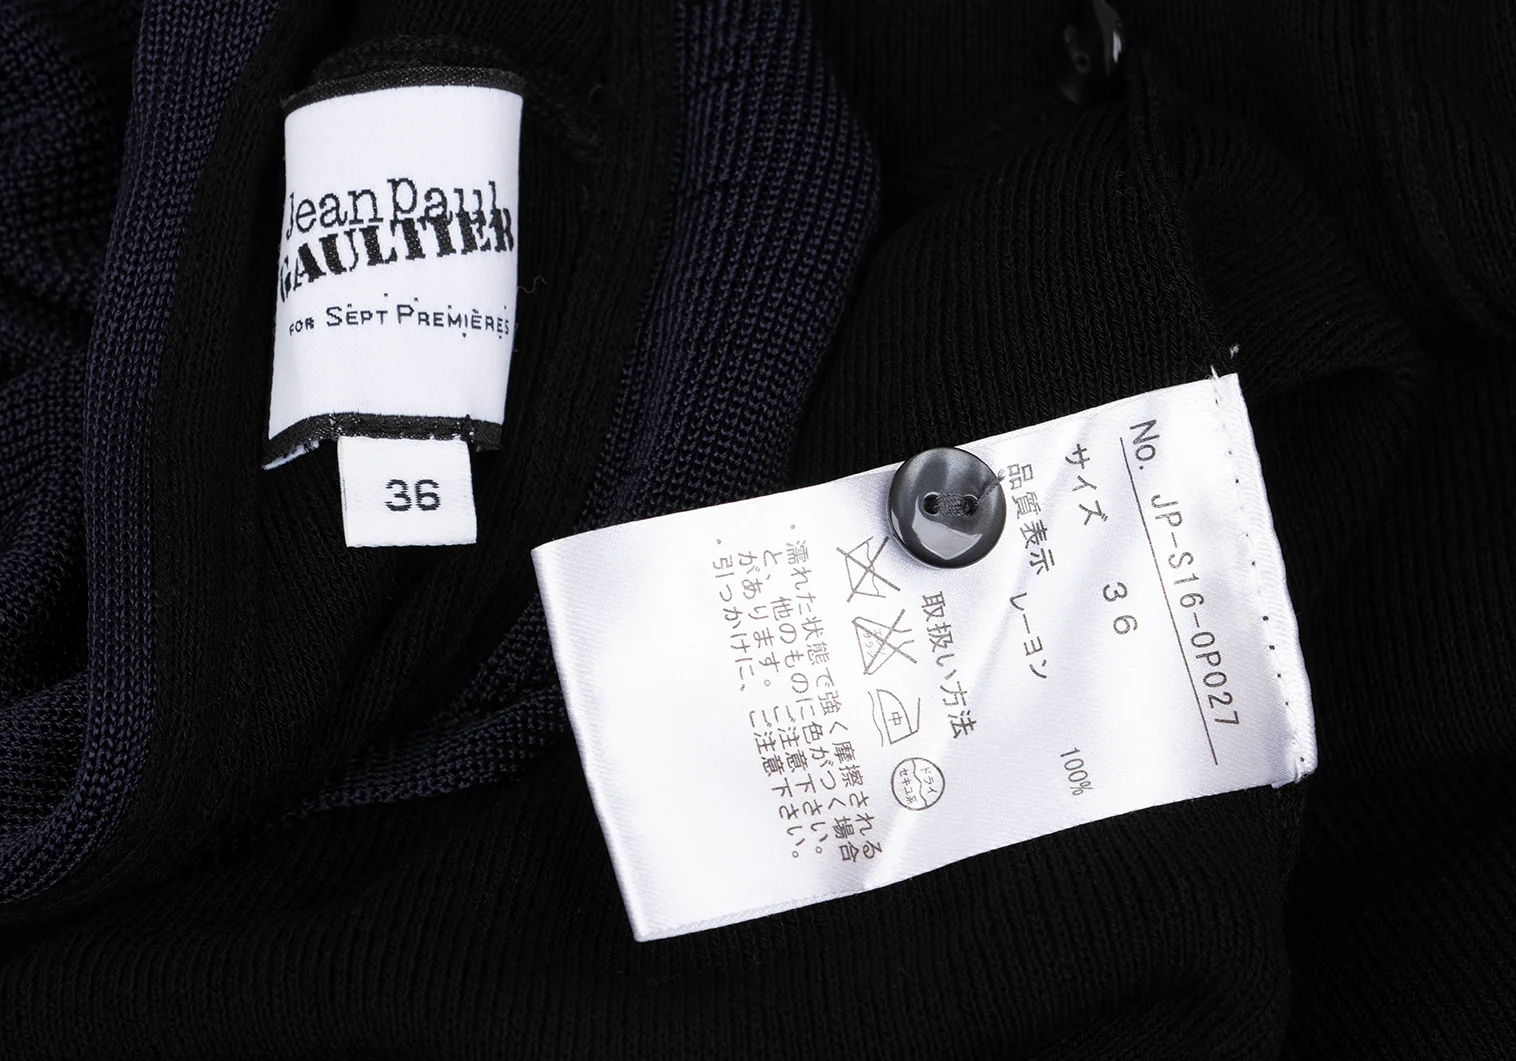 Jean Paul
GAULTIER
FOR SEPT PREMIÈRES
36
No. JP-S16-OP027
サイズ 36
品質表示 レーヨン 100%
取扱い方法
中
ドライ
セキユ系
・濡れた状態で強く摩擦される
と、他のものに色がつく場合
があります。ご注意下さい。
・引っかけに、ご注意下さい。